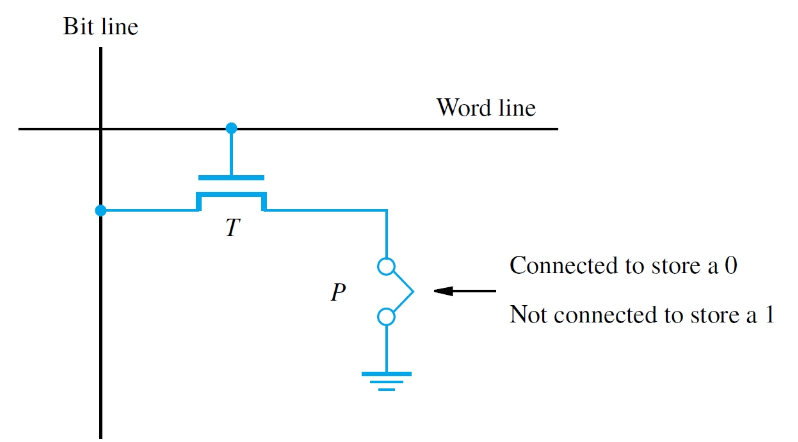 Bit line
Word line
T
Connected to store a 0
P
Not connected to store a 1